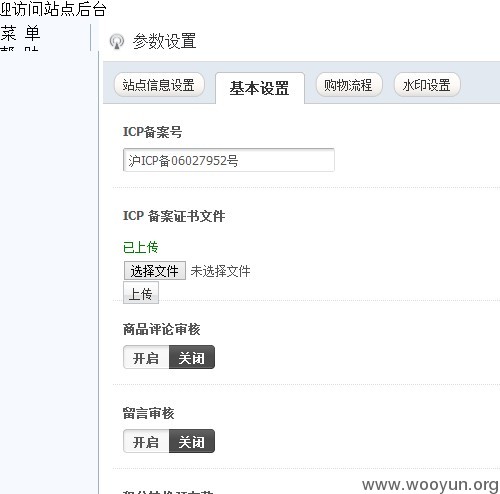 迎访问站点后台
菜 单
帮 助
参数设置
站点信息设置
基本设置
购物流程
水印设置
ICP备案号
沪ICP备06027952号
ICP 备案证书文件
已上传
选择文件 未选择文件
上传
商品评论审核
开启 关闭
留言审核
开启 关闭
www.wooyun.org